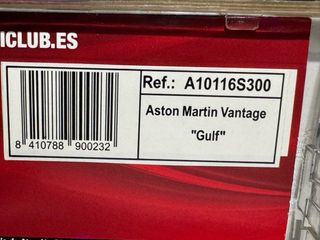 ICLUB.ES
Ref.: A10116S300
Aston Martin Vantage
"Gulf"
8 410788 900232